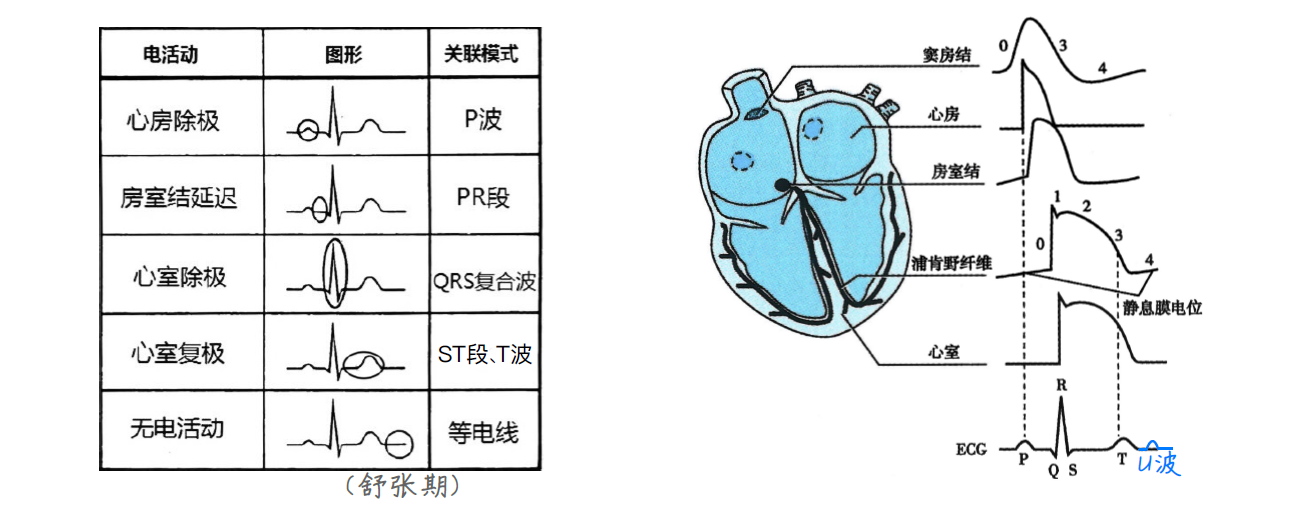 电活动 图形 关联模式
心房除极 P波
房室结延迟 PR段
心室除极 QRS复合波
心室复极 ST段、T波
无电活动 等电线
(舒张期)
窦房结
心房
房室结
浦肯野纤维
心室
0 3 4
1 2
0 3 4
静息膜电位
R
ECG P Q S T U波